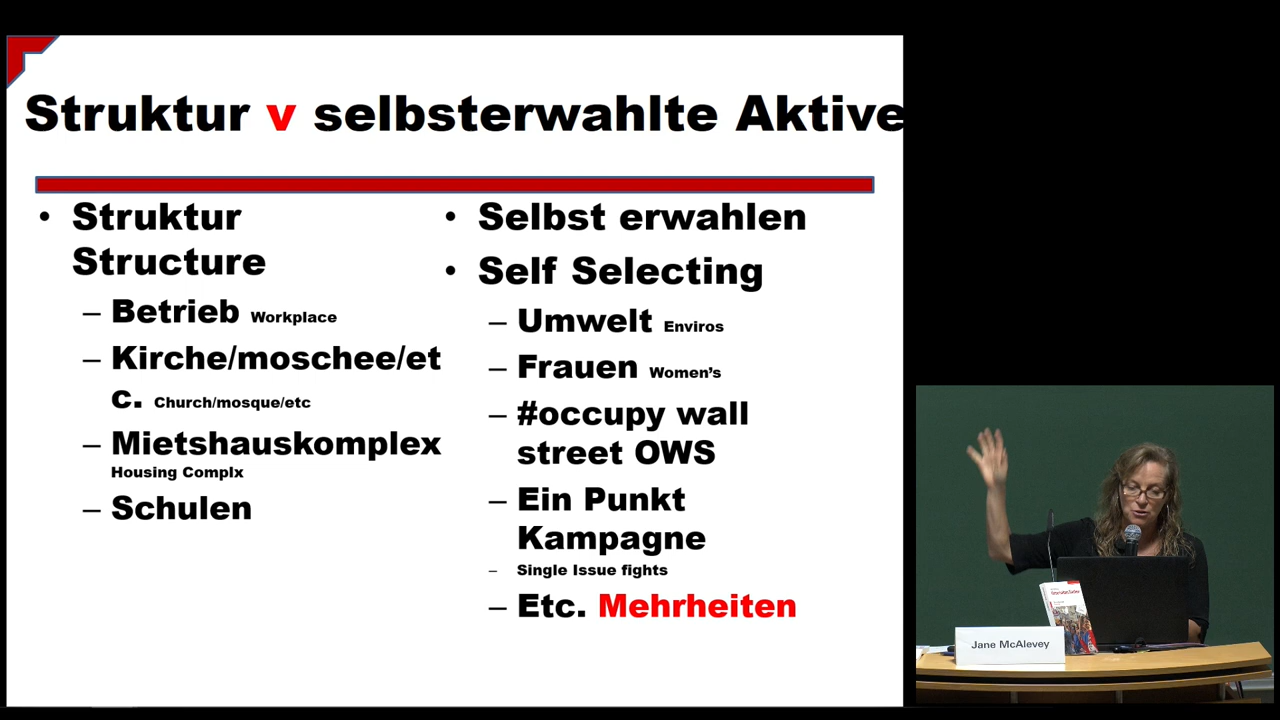 Struktur v selbsterwahlte Aktive
• Struktur
Structure
– Betrieb Workplace
– Kirche/moschee/et
c. Church/mosque/etc
– Mietshauskomplex
Housing Complx
– Schulen
• Selbst erwahlen
• Self Selecting
– Umwelt Enviros
– Frauen Women’s
– #occupy wall
street OWS
– Ein Punkt
Kampagne
– Single Issue fights
– Etc. Mehrheiten
Jane McAlevey